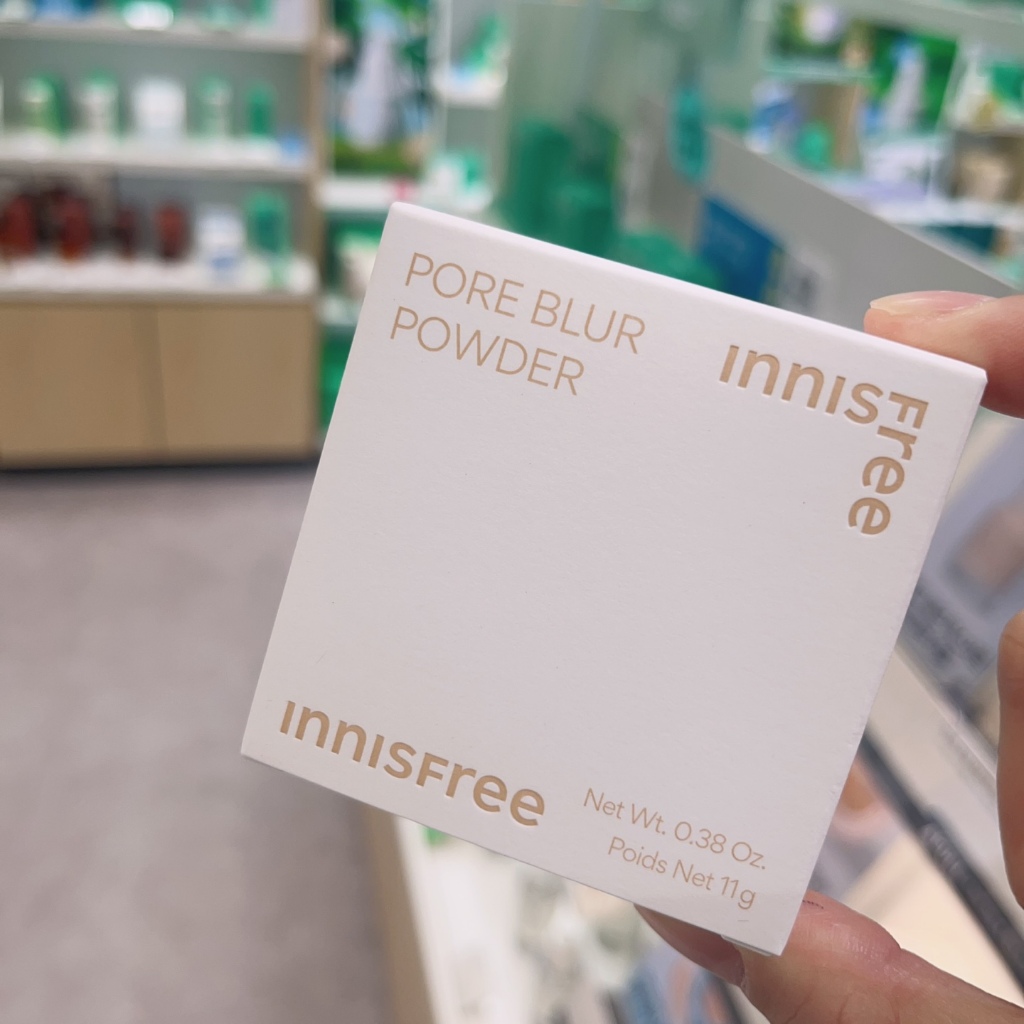 PORE BLUR
POWDER
INNISFree
INNISFree
Net Wt. 0.38 Oz.
Poids Net 11g